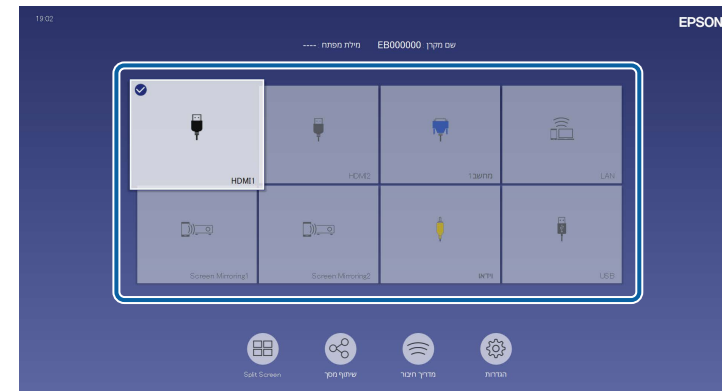 19:02
EPSON
שם מקרן EB000000 מילת מפתח ----
HDMI1
HDMI2
מחשב1
LAN
Screen Mirroring1
Screen Mirroring2
וידאו
USB
Split Screen
שיתוף מסך
מדריך חיבור
הגדרות